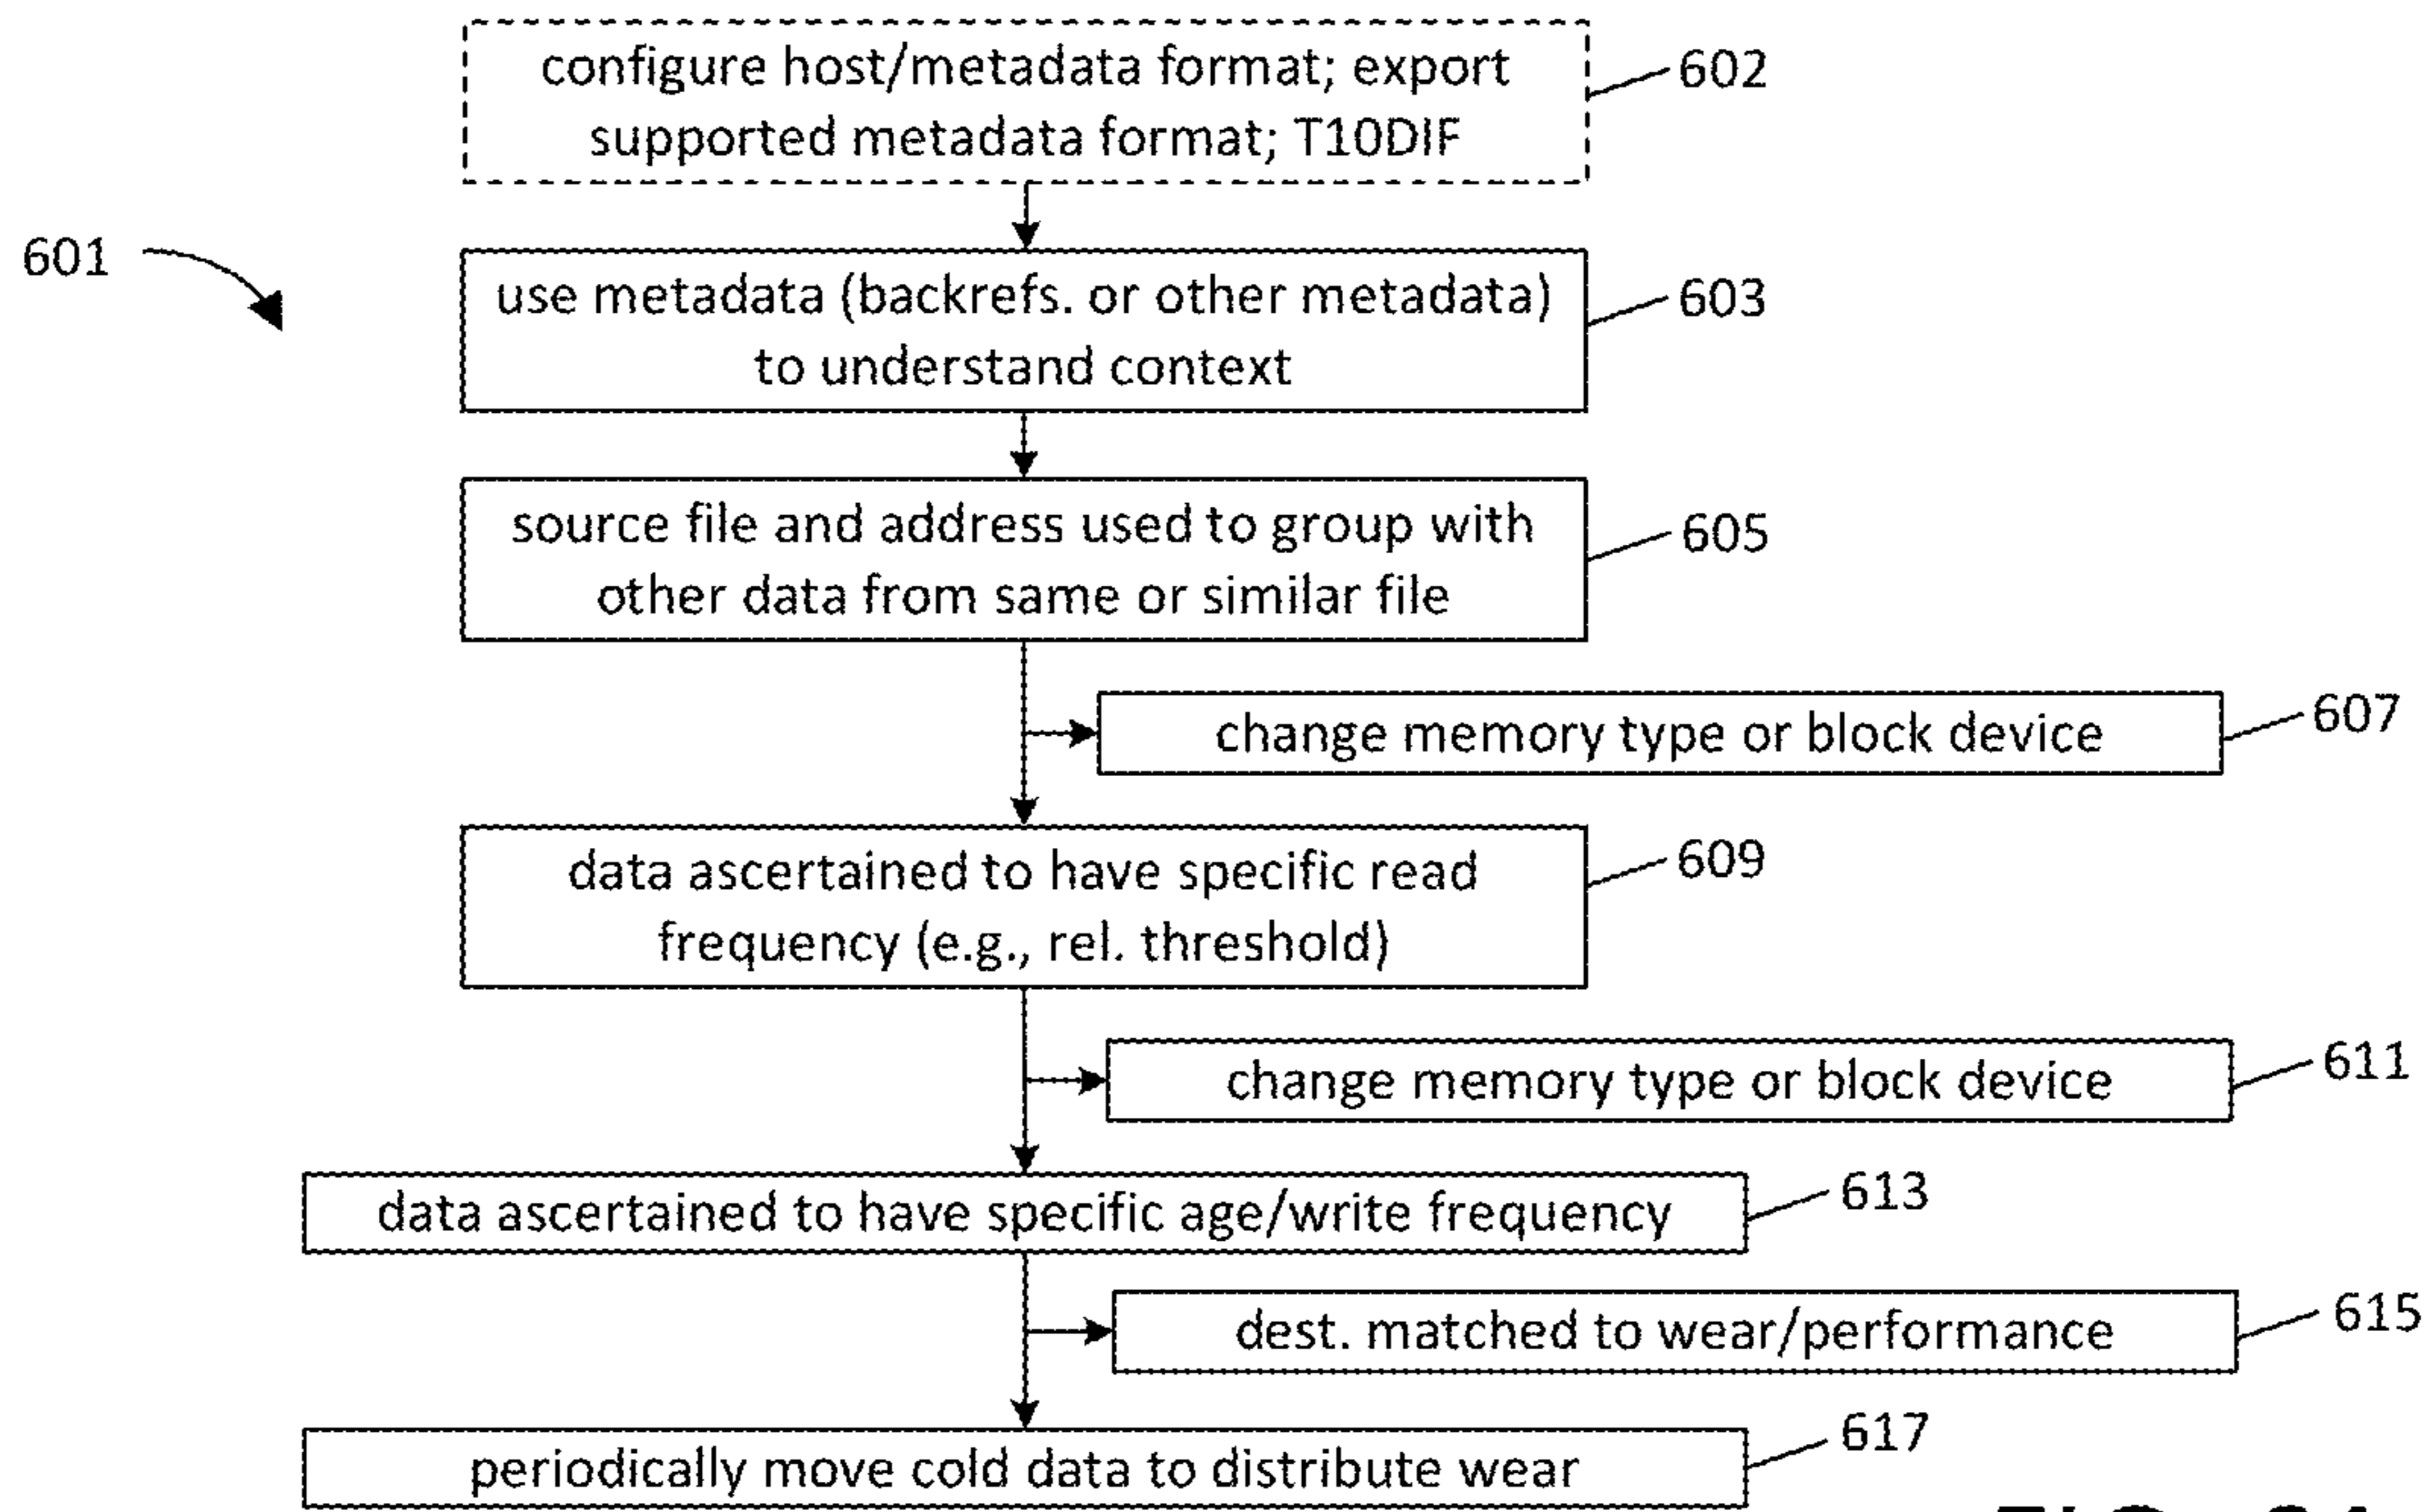 configure host/metadata format; export
supported metadata format; T10DIF
602
601
use metadata (backrefs. or other metadata)
to understand context
603
source file and address used to group with
other data from same or similar file
605
change memory type or block device
607
data ascertained to have specific read
frequency (e.g., rel. threshold)
609
change memory type or block device
611
data ascertained to have specific age/write frequency
613
dest. matched to wear/performance
615
periodically move cold data to distribute wear
617